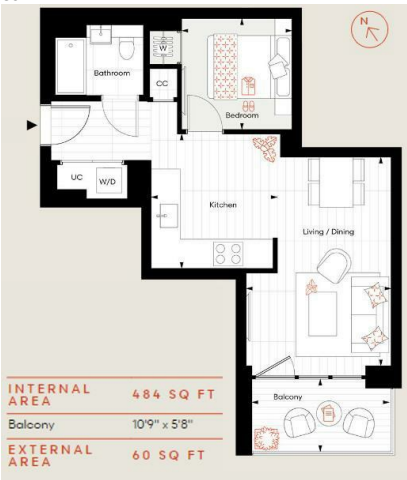 N
Bathroom
W
CC
Bedroom
UC
W/D
Kitchen
Living / Dining
Balcony
INTERNAL
AREA
484 SQ FT
Balcony 10'9" x 5'8"
EXTERNAL
AREA
60 SQ FT